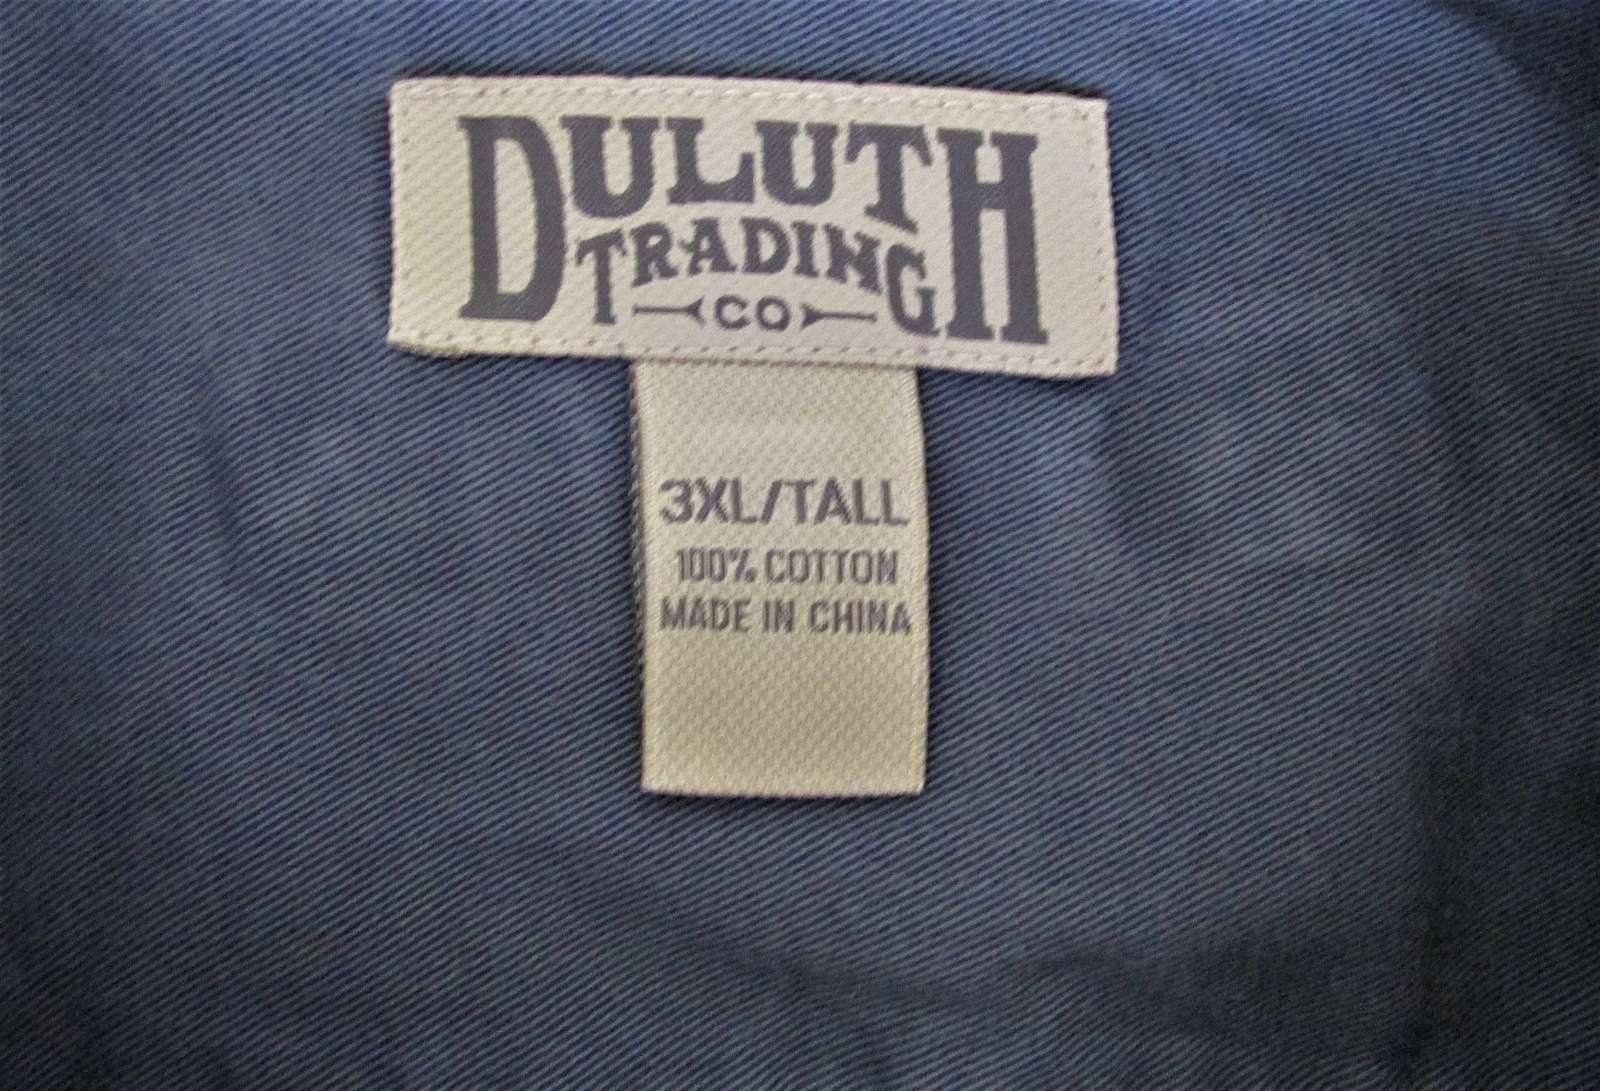 DULUTH
TRADING
CO
3XL/TALL
100% COTTON
MADE IN CHINA